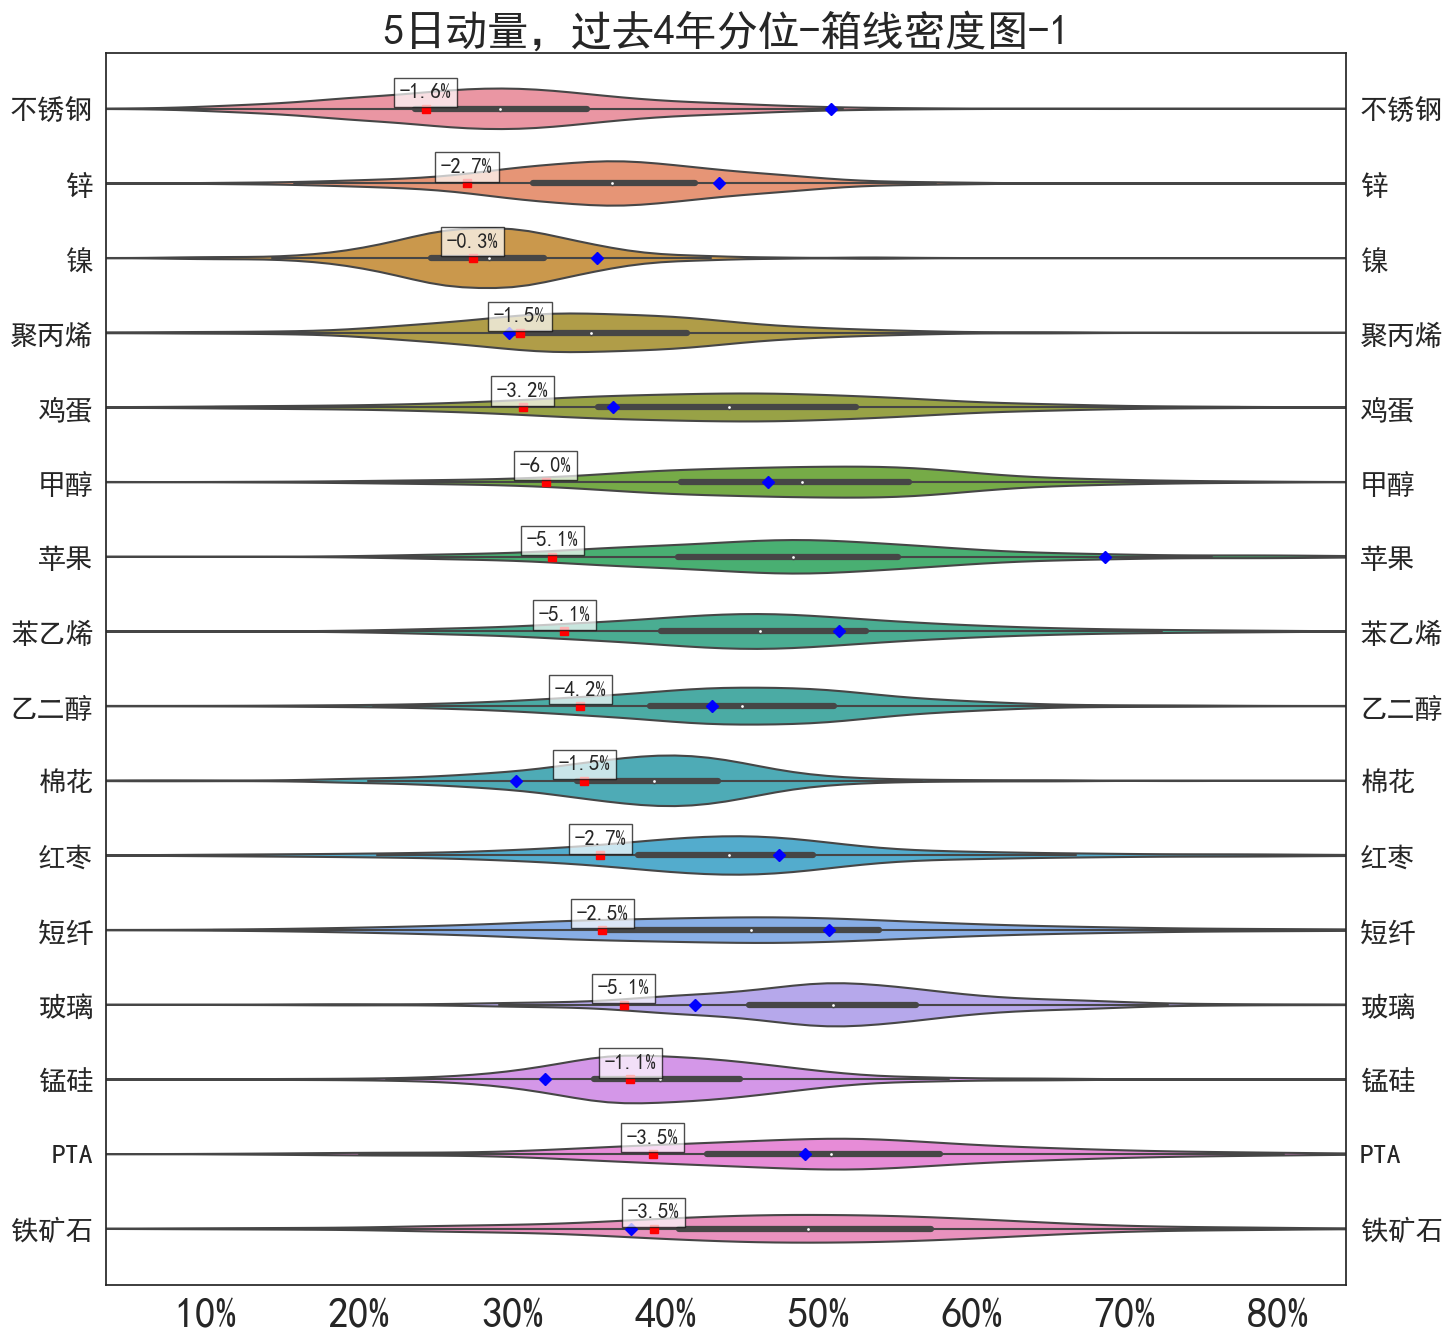 5日动量，过去4年分位-箱线密度图-1
不锈钢 -1.6% 不锈钢
锌 -2.7% 锌
镍 -0.3% 镍
聚丙烯 -1.5% 聚丙烯
鸡蛋 -3.2% 鸡蛋
甲醇 -6.0% 甲醇
苹果 -5.1% 苹果
苯乙烯 -5.1% 苯乙烯
乙二醇 -4.2% 乙二醇
棉花 -1.5% 棉花
红枣 -2.7% 红枣
短纤 -2.5% 短纤
玻璃 -5.1% 玻璃
锰硅 -1.1% 锰硅
PTA -3.5% PTA
铁矿石 -3.5% 铁矿石
10% 20% 30% 40% 50% 60% 70% 80%